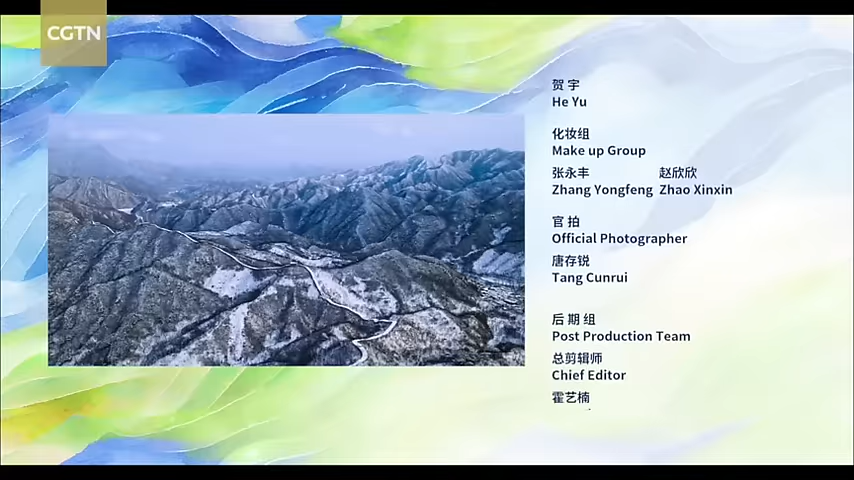 CGTN
贺 宇
He Yu
化妆组
Make up Group
张永丰 赵欣欣
Zhang Yongfeng Zhao Xinxin
官 拍
Official Photographer
唐存锐
Tang Cunrui
后 期 组
Post Production Team
总剪辑师
Chief Editor
霍艺楠